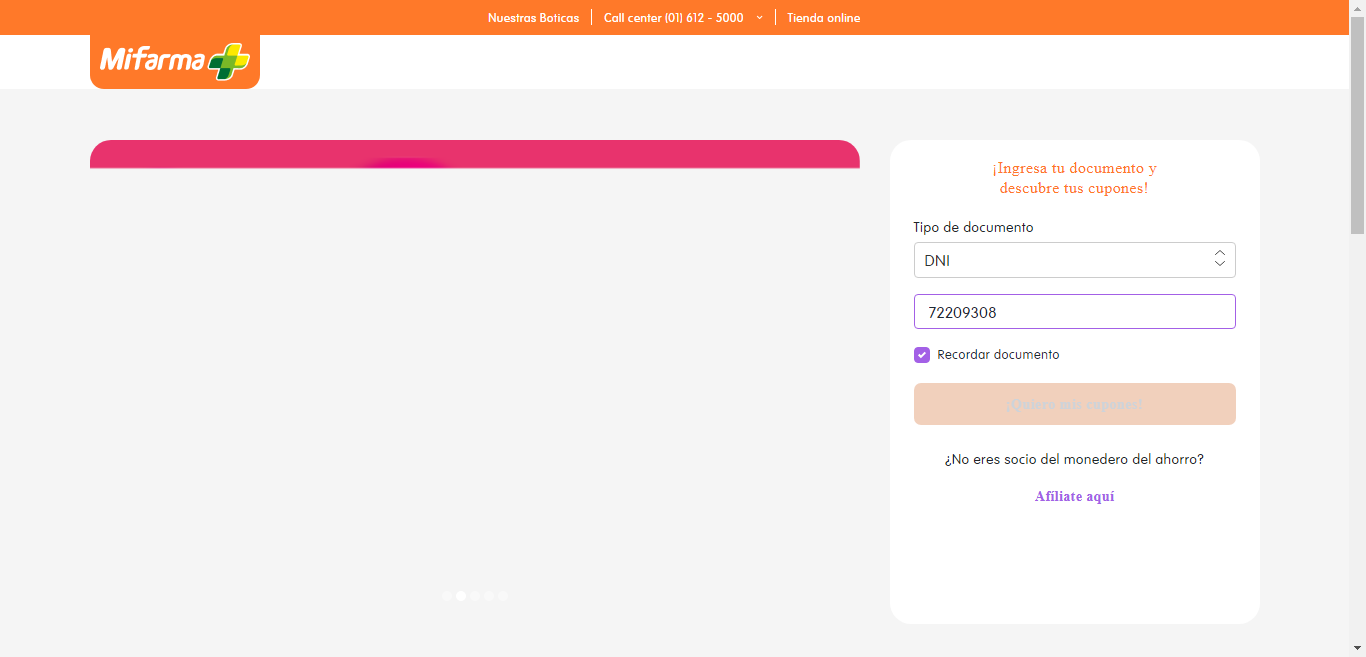 Nuestras Boticas
Call center (01) 612 - 5000
Tienda online
Mifarma
¡Ingresa tu documento y
descubre tus cupones!
Tipo de documento
DNI
72209308
Recordar documento
¡Quiero mis cupones!
¿No eres socio del monedero del ahorro?
Afíliate aquí